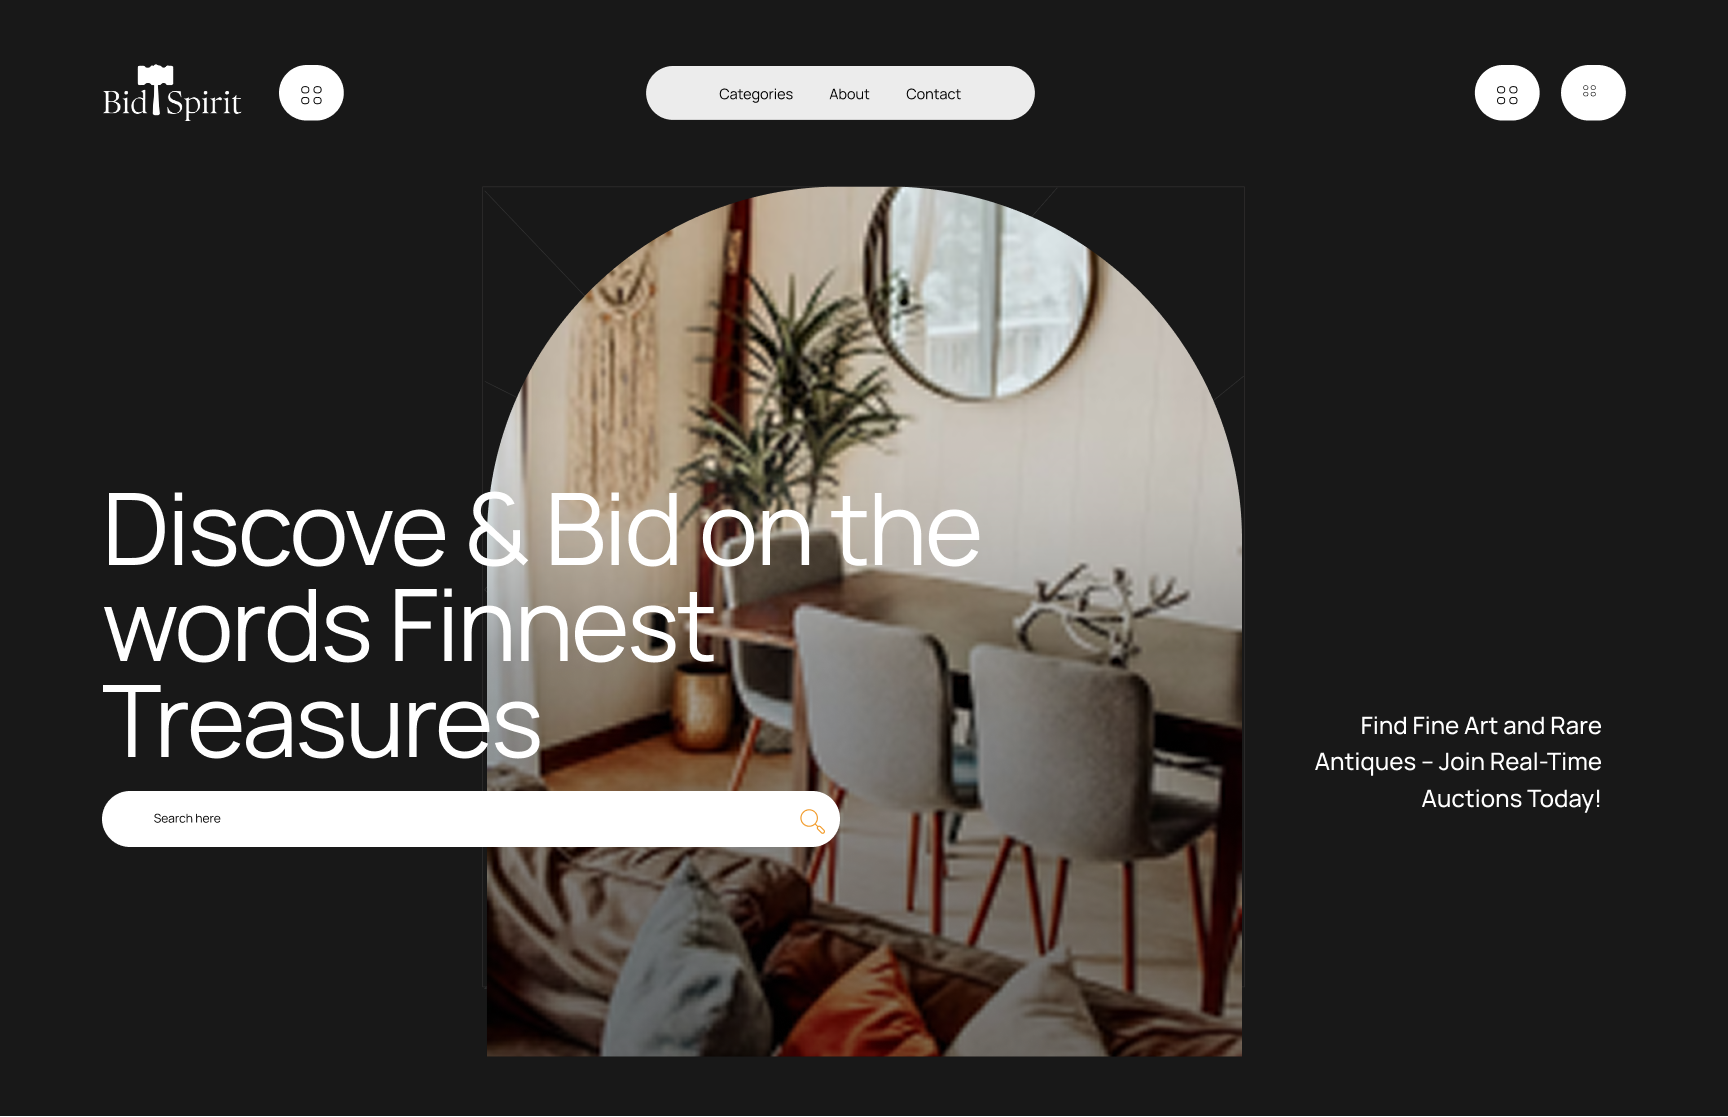 Bid Spirit
Categories About Contact
Discove & Bid on the
words Finnest
Treasures
Find Fine Art and Rare
Antiques – Join Real-Time
Auctions Today!
Search here